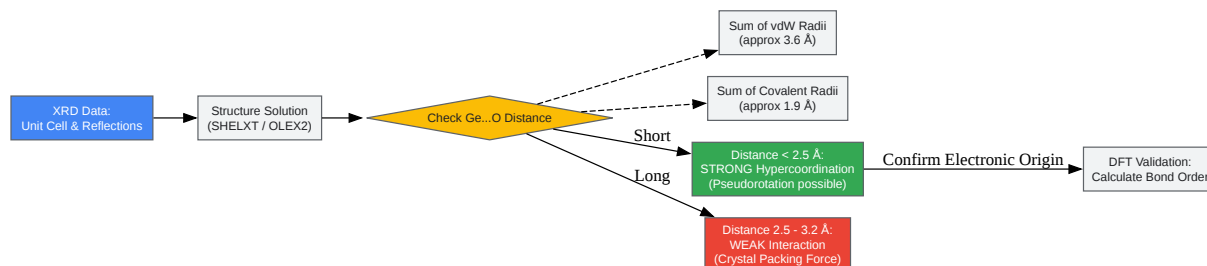 Sum of vdW Radii
(approx 3.6 Å)
XRD Data:
Unit Cell & Reflections
Structure Solution
(SHELXT / OLEX2)
Check Ge...O Distance
Sum of Covalent Radii
(approx 1.9 Å)
Short
Distance < 2.5 Å:
STRONG Hypercoordination
(Pseudorotation possible)
Confirm Electronic Origin
DFT Validation:
Calculate Bond Order
Long
Distance 2.5 - 3.2 Å:
WEAK Interaction
(Crystal Packing Force)